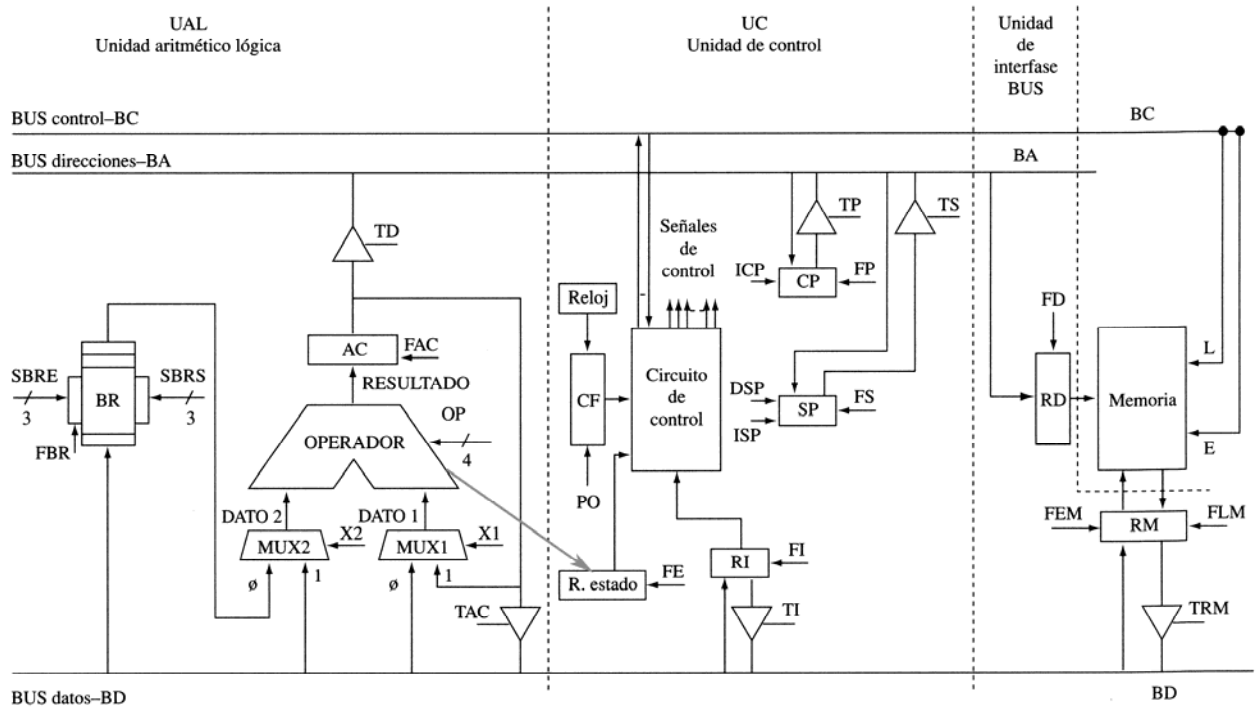 UAL
Unidad aritmético lógica
UC
Unidad de control
Unidad
de
interfase
BUS
BUS control–BC
BC
BUS direcciones–BA
BA
TD
TP
TS
Señales
de
control
ICP
CP
FP
Reloj
FD
AC
FAC
RESULTADO
SBRE
3
BR
SBRS
3
FBR
OP
4
OPERADOR
CF
Circuito
de
control
DSP
ISP
SP
FS
RD
Memoria
L
E
PO
DATO 2
DATO 1
X2
X1
MUX2
MUX1
ø
1
ø
1
FEM
RM
FLM
R. estado
FE
RI
FI
TAC
TI
TRM
BUS datos–BD
BD